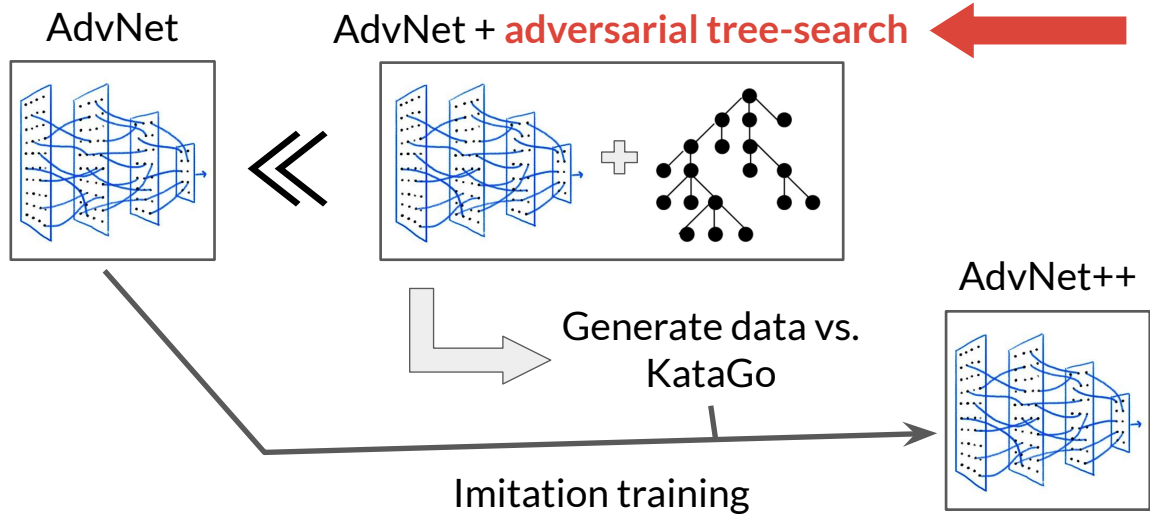 AdvNet
AdvNet + adversarial tree-search
AdvNet++
Generate data vs.
KataGo
Imitation training